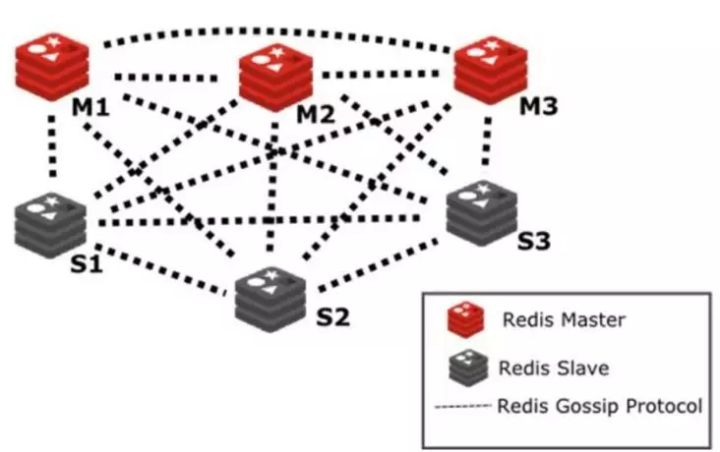 M1
M2
M3
S1
S2
S3
Redis Master
Redis Slave
Redis Gossip Protocol